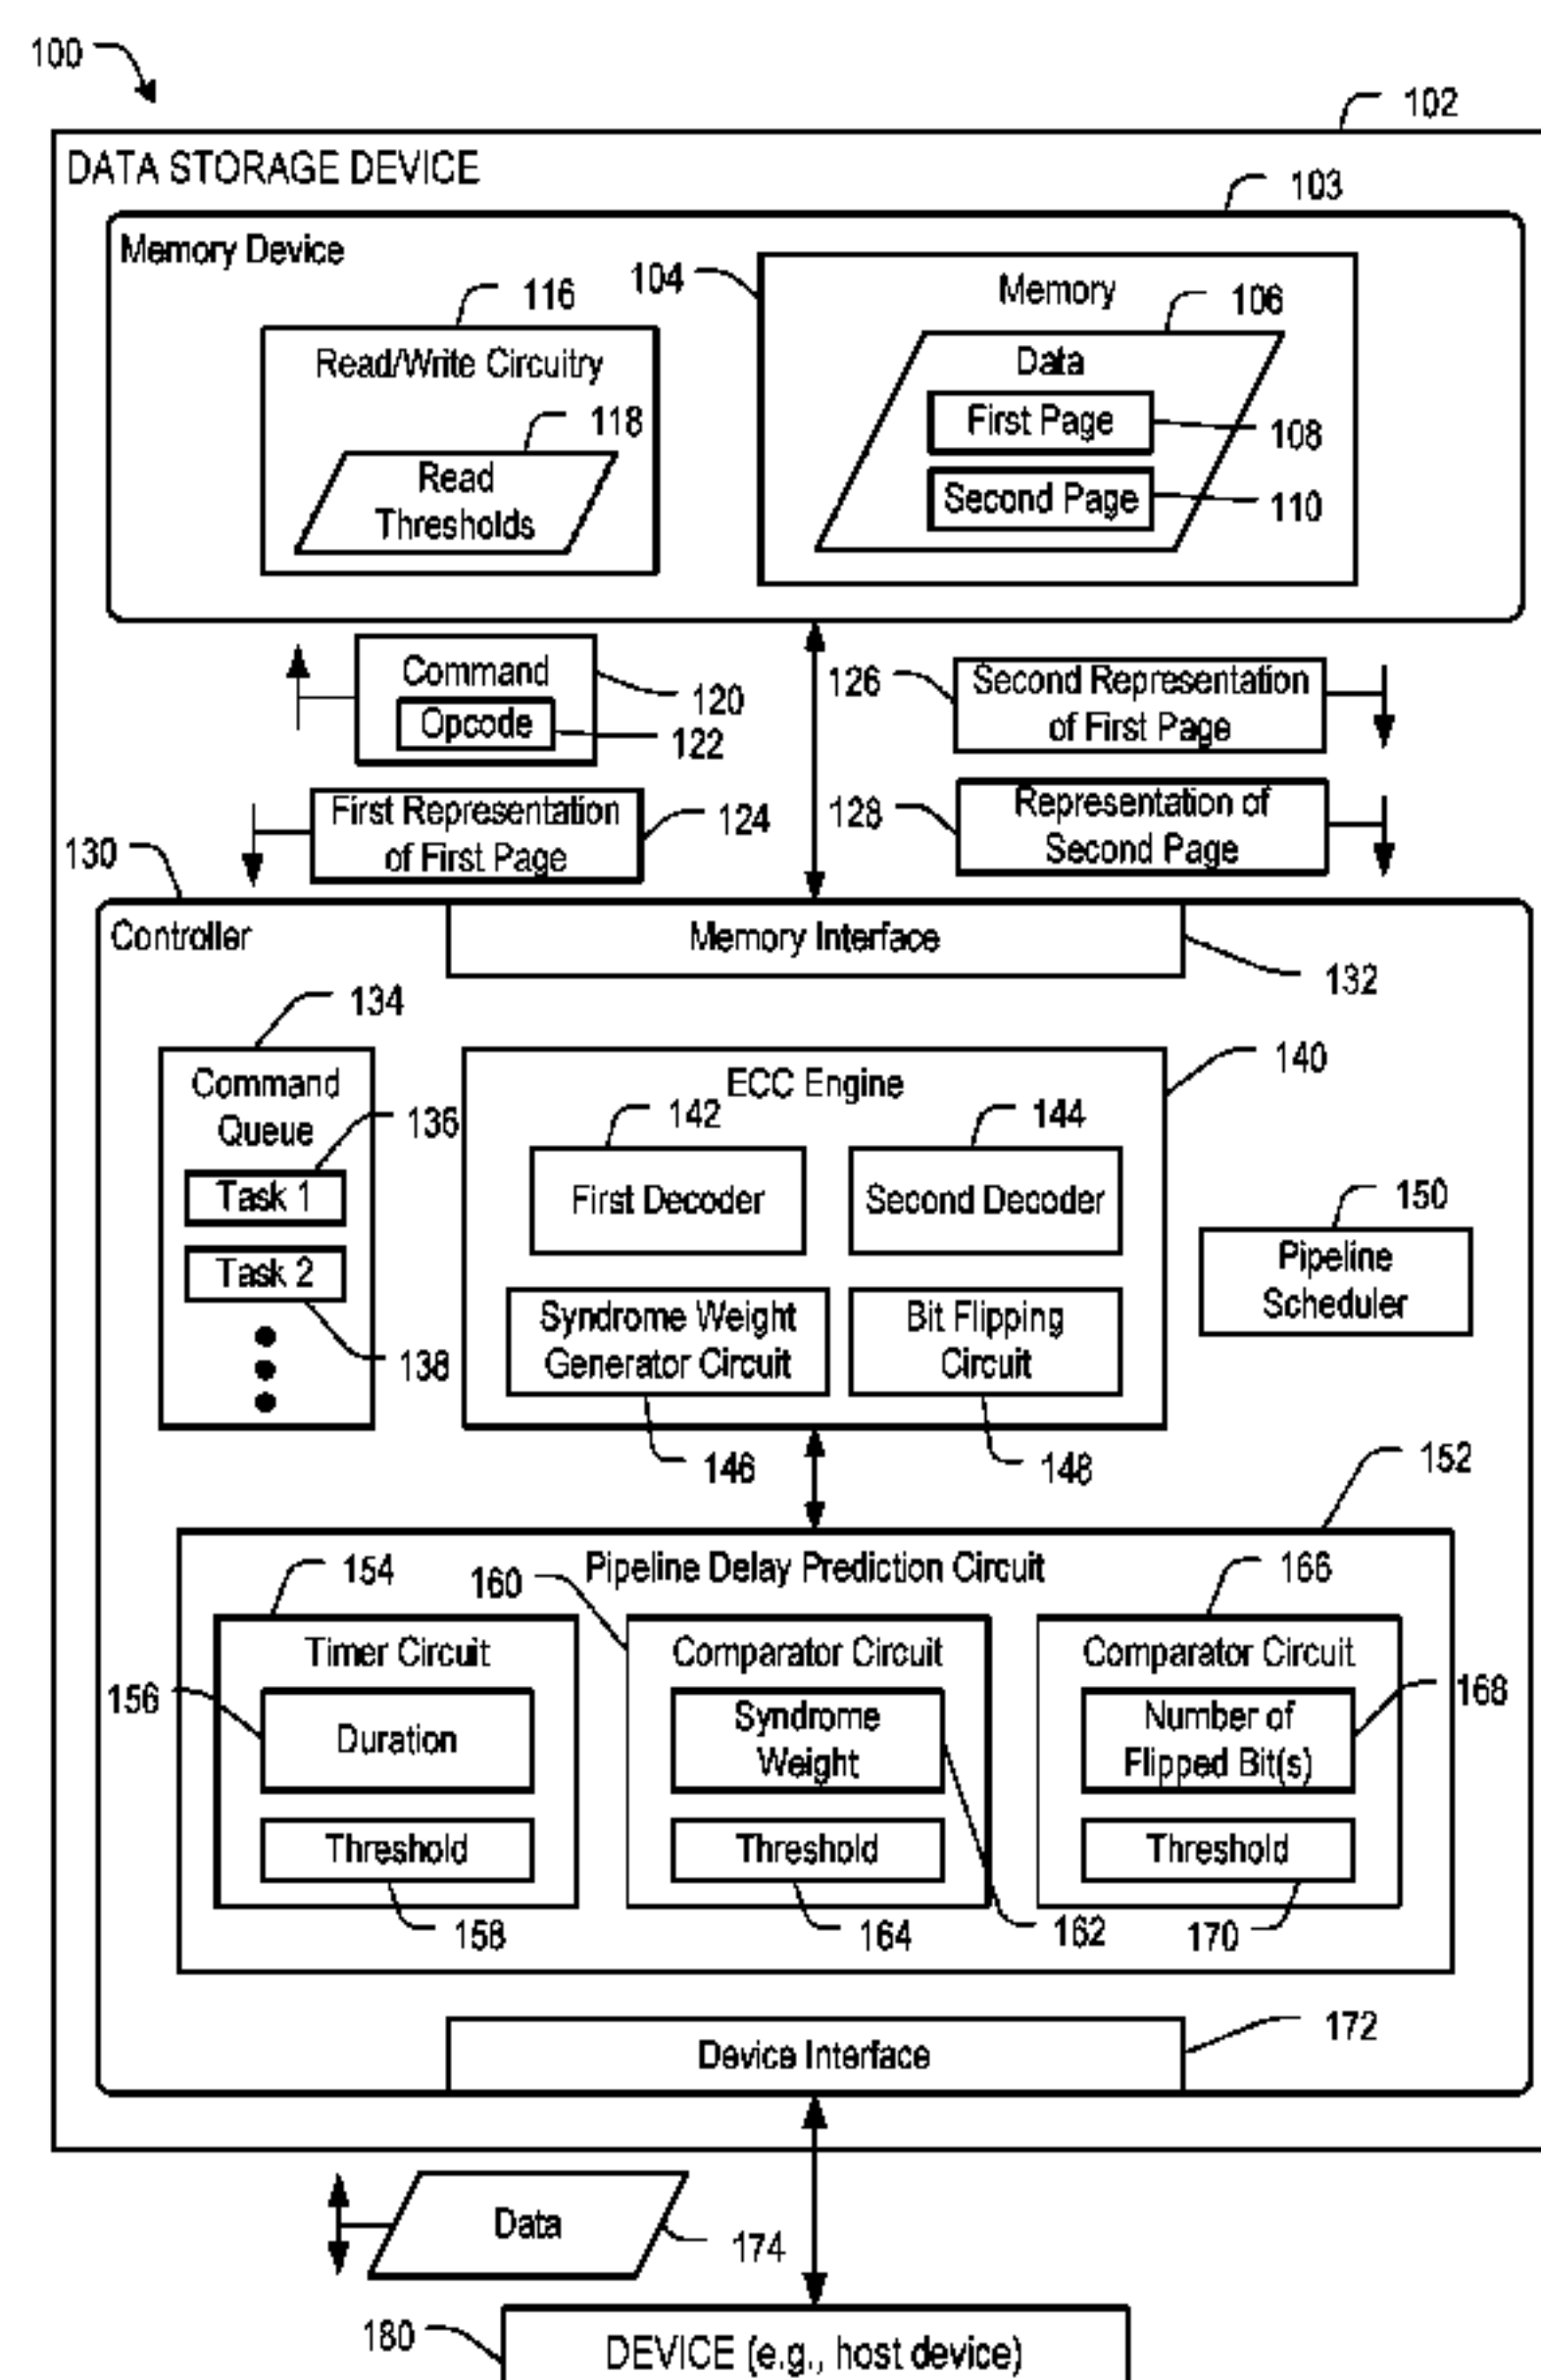 100
102
DATA STORAGE DEVICE
103
Memory Device
116
104
Memory
106
Read/Write Circuitry
Data
118
First Page
108
Read
Thresholds
Second Page
110
Command
120
Opcode
122
126
Second Representation
of First Page
First Representation
of First Page
124
128
Representation of
Second Page
130
Controller
Memory Interface
132
134
Command
Queue
136
Task 1
Task 2
138
ECC Engine
140
142
144
First Decoder
Second Decoder
150
Pipeline
Scheduler
Syndrome Weight
Generator Circuit
Bit Flipping
Circuit
146
148
152
Pipeline Delay Prediction Circuit
154
160
166
Timer Circuit
Comparator Circuit
Comparator Circuit
156
Duration
Syndrome
Weight
Number of
Flipped Bit(s)
168
Threshold
Threshold
Threshold
158
164
162
170
Device Interface
172
Data
174
180
DEVICE (e.g., host device)